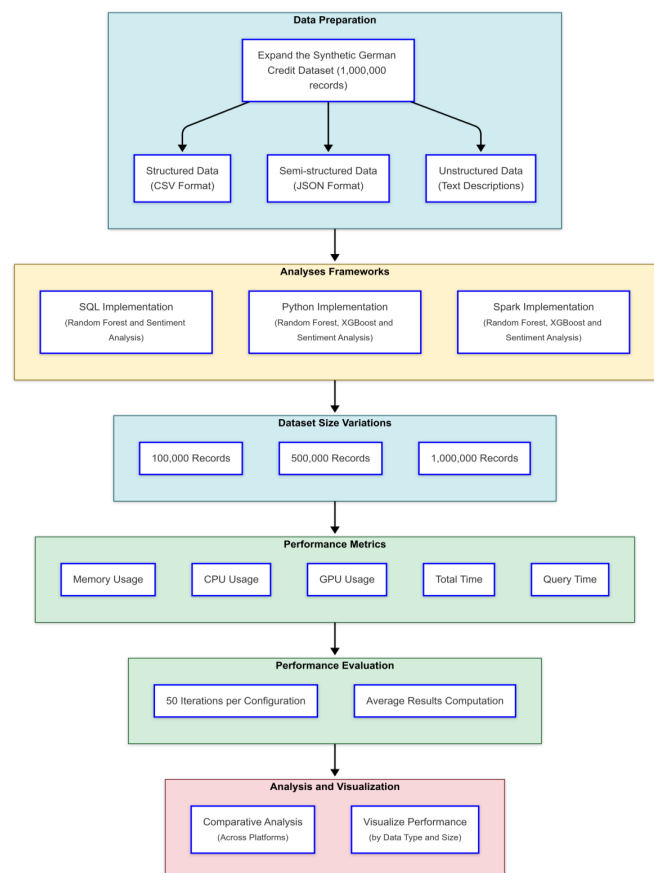 Data Preparation
Expand the Synthetic German
Credit Dataset (1,000,000
records)
Structured Data
(CSV Format)
Semi-structured Data
(JSON Format)
Unstructured Data
(Text Descriptions)
Analyses Frameworks
SQL Implementation
(Random Forest and Sentiment
Analysis)
Python Implementation
(Random Forest, XGBoost and
Sentiment Analysis)
Spark Implementation
(Random Forest, XGBoost and
Sentiment Analysis)
Dataset Size Variations
100,000 Records
500,000 Records
1,000,000 Records
Performance Metrics
Memory Usage
CPU Usage
GPU Usage
Total Time
Query Time
Performance Evaluation
50 Iterations per Configuration
Average Results Computation
Analysis and Visualization
Comparative Analysis
(Across Platforms)
Visualize Performance
(by Data Type and Size)